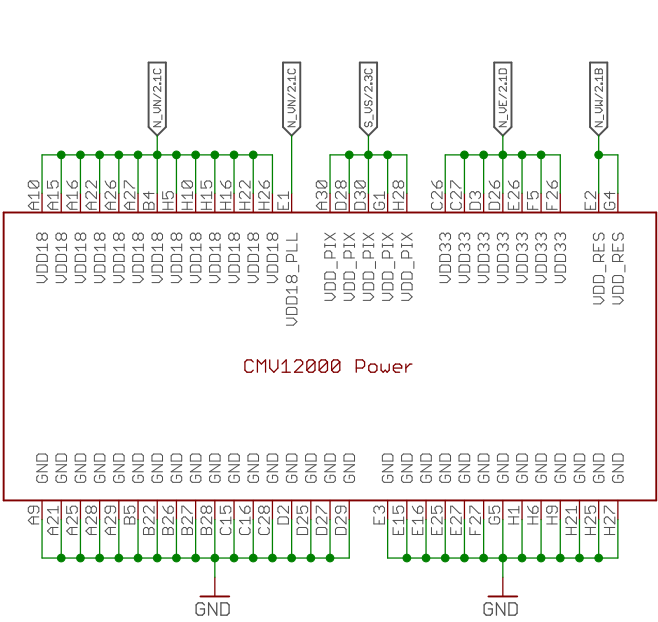 N_VN/2.1C N_VN/2.1C S_VS/2.3C N_VE/2.1D N_VW/2.1B
A10 A15 A16 A22 A26 A27 B4 H5 H10 H15 H16 H22 H26 E1 A30 D28 D30 G1 H28 C26 C27 D3 D26 E26 F5 F26 E2 G4
VDD18 VDD18 VDD18 VDD18 VDD18 VDD18 VDD18 VDD18 VDD18 VDD18 VDD18 VDD18 VDD18 VDD18_PLL VDD_PIX VDD_PIX VDD_PIX VDD_PIX VDD_PIX VDD33 VDD33 VDD33 VDD33 VDD33 VDD33 VDD33 VDD_RES VDD_RES
CMV12000 Power
GND GND GND GND GND GND GND GND GND GND GND GND GND GND GND GND GND GND GND GND GND GND GND GND GND GND GND GND GND GND
A9 A21 A25 A28 A29 B5 B22 B26 B27 B28 C15 C16 C28 D2 D25 D27 D29 E3 E15 E16 E25 E27 F27 G5 H1 H6 H9 H21 H25 H27
GND GND